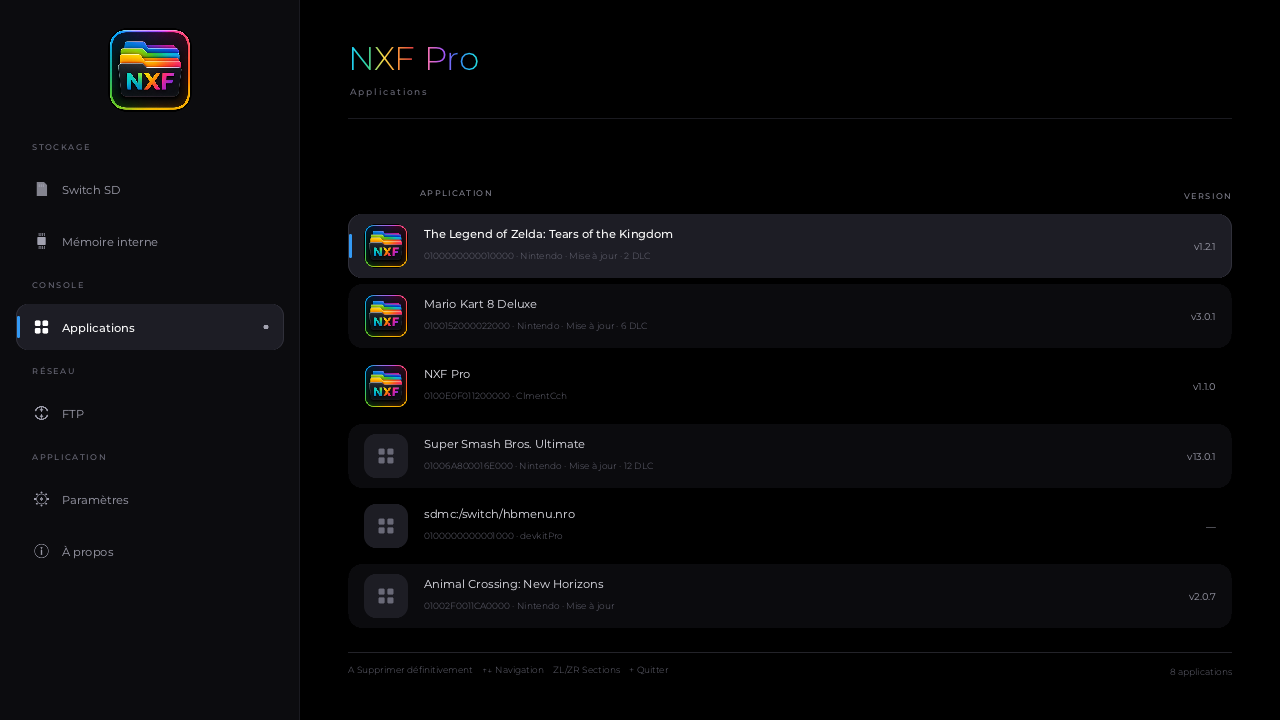 NXF
STOCKAGE
Switch SD
Mémoire interne
CONSOLE
Applications
RÉSEAU
FTP
APPLICATION
Paramètres
À propos
NXF Pro
Applications
APPLICATION
VERSION
NXF
The Legend of Zelda: Tears of the Kingdom
v1.2.1
0100000000010000 · Nintendo · Mise à jour · 2 DLC
NXF
Mario Kart 8 Deluxe
v3.0.1
0100152000022000 · Nintendo · Mise à jour · 6 DLC
NXF
NXF Pro
v1.1.0
0100E0F011200000 · ClmentCch
Super Smash Bros. Ultimate
v13.0.1
01006A800016E000 · Nintendo · Mise à jour · 12 DLC
sdmc:/switch/hbmenu.nro
—
0100000000001000 · devkitPro
Animal Crossing: New Horizons
v2.0.7
01002F0011CA0000 · Nintendo · Mise à jour
A Supprimer définitivement ↑↓ Navigation ZL/ZR Sections + Quitter
8 applications